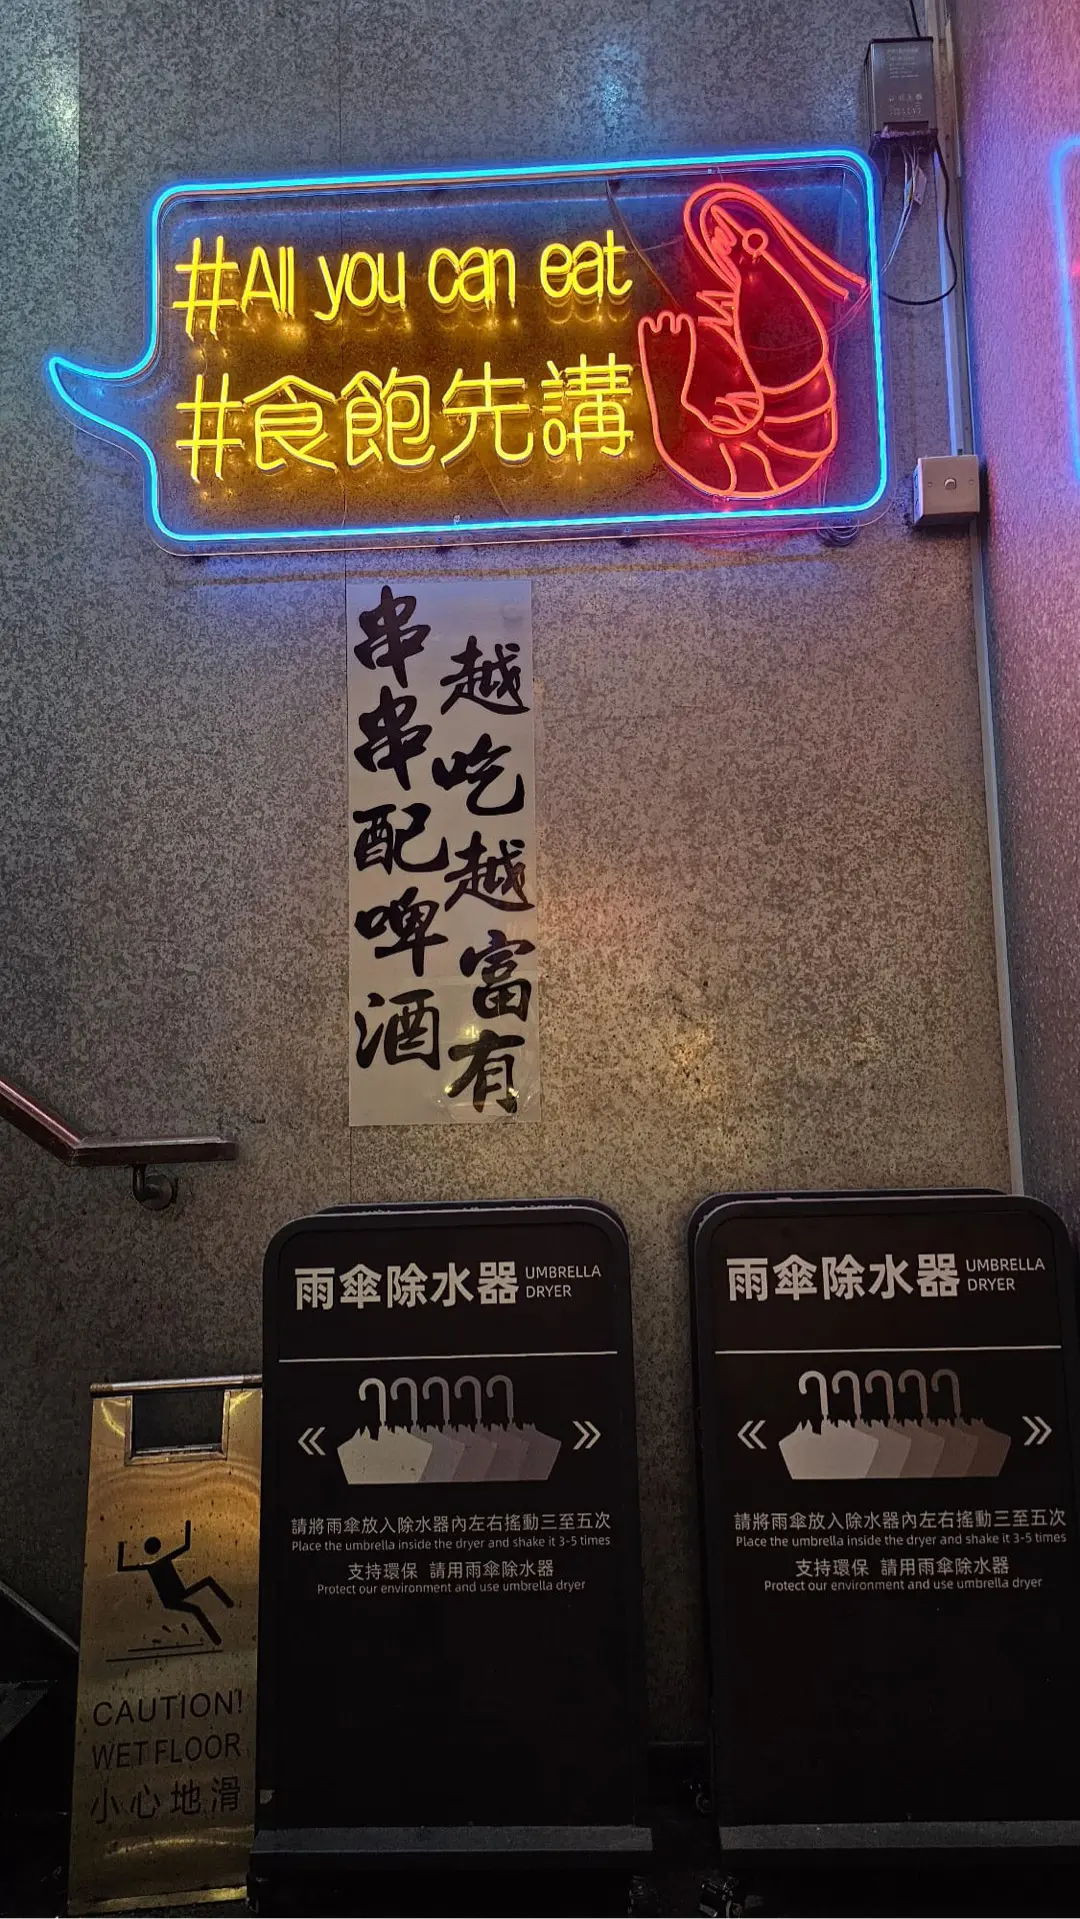 #All you can eat
#食飽先講
越吃越富有
串串配啤酒
雨傘除水器 UMBRELLA
DRYER
請將雨傘放入除水器內左右搖動三至五次
Place the umbrella inside the dryer and shake it 3-5 times
支持環保 請用雨傘除水器
Protect our environment and use umbrella dryer
雨傘除水器 UMBRELLA
DRYER
請將雨傘放入除水器內左右搖動三至五次
Place the umbrella inside the dryer and shake it 3-5 times
支持環保 請用雨傘除水器
Protect our environment and use umbrella dryer
CAUTION!
WET FLOOR
小心地滑